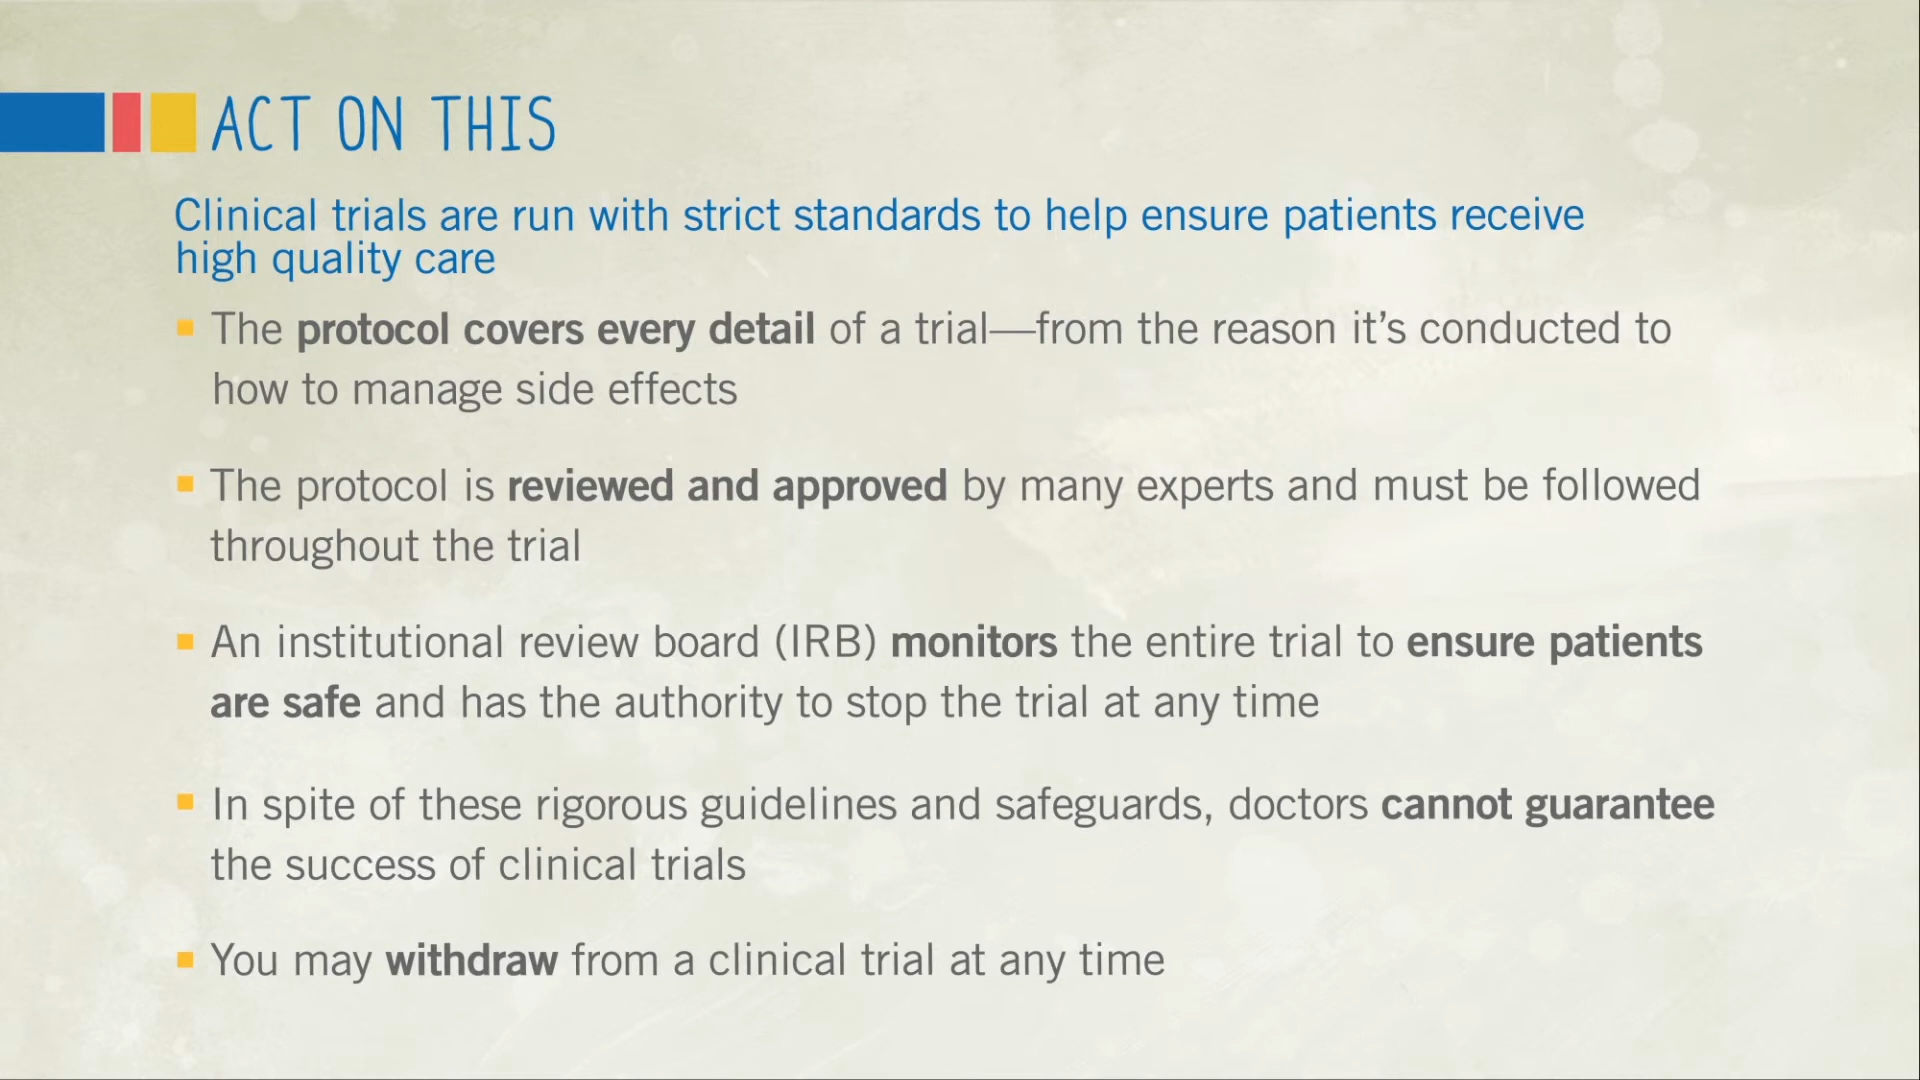 ACT ON THIS
Clinical trials are run with strict standards to help ensure patients receive
high quality care
The protocol covers every detail of a trial—from the reason it’s conducted to
how to manage side effects
The protocol is reviewed and approved by many experts and must be followed
throughout the trial
An institutional review board (IRB) monitors the entire trial to ensure patients
are safe and has the authority to stop the trial at any time
In spite of these rigorous guidelines and safeguards, doctors cannot guarantee
the success of clinical trials
You may withdraw from a clinical trial at any time